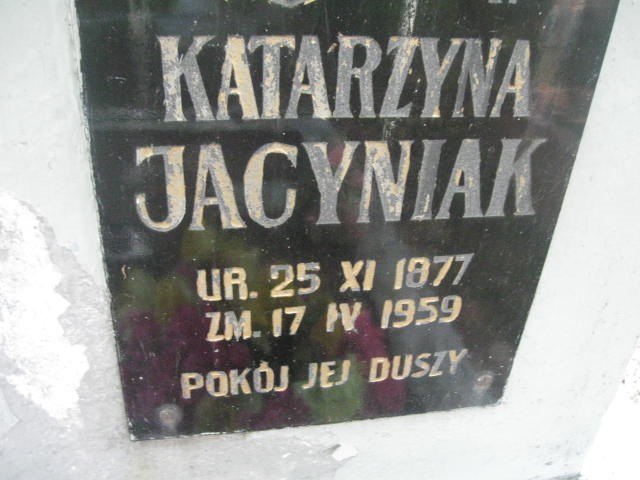 KATARZYNA
JACYNIAK
UR. 25 XI 1877
ZM. 17 IV 1959
POKÓJ JEJ DUSZY